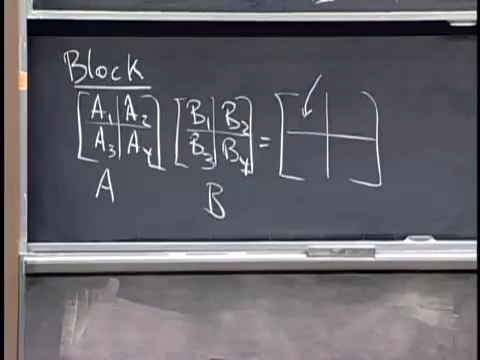 Block
A₁ A₂ B₁ B₂
A₃ A₄ B₃ B₄ =
A B